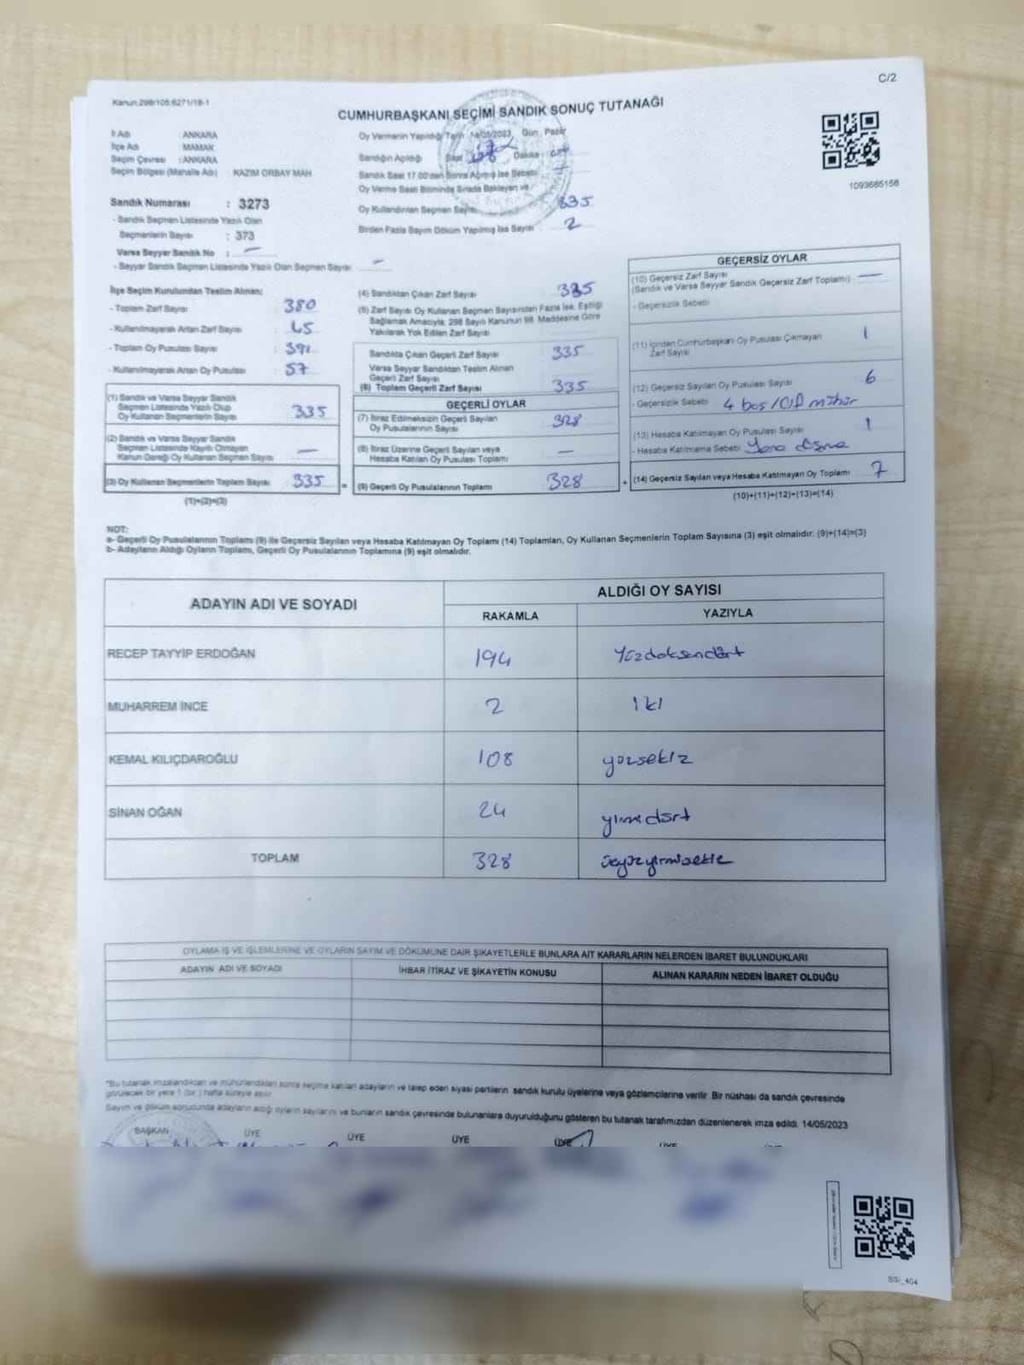 C/2
Kanun:298/105;6271/18-1
CUMHURBAŞKANI SEÇİMİ SANDIK SONUÇ TUTANAĞI
1093685158
İl Adı : ANKARA
İlçe Adı : MAMAK
Seçim Çevresi : ANKARA
Seçim Bölgesi (Mahalle Adı) KAZIM ORBAY MAH
Sandık Numarası : 3273
- Sandık Seçmen Listesinde Yazılı Olan
Seçmenlerin Sayısı : 373
Varsa Seyyar Sandık No : —
- Seyyar Sandık Seçmen Listesinde Yazılı Olan Seçmen Sayısı : —
Oy Vermenin Yapıldığı Tarih 14/05/2023 Gün: Pazar
Sandığın Açıldığı Saat Dakika
Sandık Saat 17.00'den Sonra Açılmış İse Sebebi
Oy Verme Saati Bitiminde Sırada Bekleyen ve
Oy Kullandırılan Seçmen Sayısı 335
Birden Fazla Sayım Döküm Yapılmış İse Sayısı 2
İlçe Seçim Kurulundan Teslim Alınan;
- Toplam Zarf Sayısı : 380
- Kullanılmayarak Artan Zarf Sayısı : 45
- Toplam Oy Pusulası Sayısı : 391
- Kullanılmayarak Artan Oy Pusulası : 57
(1) Sandık ve Varsa Seyyar Sandık
Seçmen Listesinde Yazılı Olup
Oy Kullanan Seçmenlerin Sayısı 335
(2) Sandık ve Varsa Seyyar Sandık
Seçmen Listesinde Kayıtlı Olmayan
Kanun Gereği Oy Kullanan Seçmen Sayısı —
(3) Oy Kullanan Seçmenlerin Toplam Sayısı 335
(1)+(2)=(3)
(4) Sandıktan Çıkan Zarf Sayısı 335
(5) Zarf Sayısı Oy Kullanan Seçmen Sayısından Fazla İse, Eşitliği
Sağlamak Amacıyla; 298 Sayılı Kanunun 98. Maddesine Göre
Yakılarak Yok Edilen Zarf Sayısı
Sandıkta Çıkan Geçerli Zarf Sayısı 335
Varsa Seyyar Sandıktan Teslim Alınan
Geçerli Zarf Sayısı
(6) Toplam Geçerli Zarf Sayısı 335
GEÇERLİ OYLAR
(7) İtiraz Edilmeksizin Geçerli Sayılan
Oy Pusulalarının Sayısı 328
(8) İtiraz Üzerine Geçerli Sayılan veya
Hesaba Katılan Oy Pusulası Toplamı —
= (9) Geçerli Oy Pusulalarının Toplamı 328
GEÇERSİZ OYLAR
(10) Geçersiz Zarf Sayısı —
(Sandık ve Varsa Seyyar Sandık Geçersiz Zarf Toplamı)
- Geçersizlik Sebebi
(11) İçinden Cumhurbaşkanı Oy Pusulası Çıkmayan
Zarf Sayısı 1
(12) Geçersiz Sayılan Oy Pusulası Sayısı 6
- Geçersizlik Sebebi 4 boş
(13) Hesaba Katılmayan Oy Pusulası Sayısı 1
- Hesaba Katılmama Sebebi
+ (14) Geçersiz Sayılan veya Hesaba Katılmayan Oy Toplamı 7
(10)+(11)+(12)+(13)=(14)
NOT:
a- Geçerli Oy Pusulalarının Toplamı (9) ile Geçersiz Sayılan veya Hesaba Katılmayan Oy Toplamı (14) Toplamları, Oy Kullanan Seçmenlerin Toplam Sayısına (3) eşit olmalıdır. (9)+(14)=(3)
b- Adayların Aldığı Oyların Toplamı, Geçerli Oy Pusulalarının Toplamına (9) eşit olmalıdır.
ADAYIN ADI VE SOYADI ALDIĞI OY SAYISI
RAKAMLA YAZIYLA
RECEP TAYYİP ERDOĞAN 194 Yüzdoksandört
MUHARREM İNCE 2 iki
KEMAL KILIÇDAROĞLU 108 yüzsekiz
SİNAN OĞAN 24 yirmidört
TOPLAM 328 üçyüzyirmisekiz
OYLAMA İŞ VE İŞLEMLERİNE VE OYLARIN SAYIM VE DÖKÜMÜNE DAİR ŞİKAYETLERLE BUNLARA AİT KARARLARIN NELERDEN İBARET BULUNDUKLARI
ADAYIN ADI VE SOYADI İHBAR İTİRAZ VE ŞİKAYETİN KONUSU ALINAN KARARIN NEDEN İBARET OLDUĞU
"Bu tutanak imzalandıktan ve mühürlendikten sonra seçime katılan adayların ve talep eden siyasi partilerin sandık kurulu üyelerine veya gözlemcilerine verilir. Bir nüshası da sandık çevresinde
görülecek bir yere 1 (bir) hafta süreyle asılır
Sayım ve döküm sonucunda adayların aldığı oyların sayılarını ve bunların sandık çevresinde bulunanlara duyurulduğunu gösteren bu tutanak tarafımızdan düzenlenerek imza edildi. 14/05/2023
BAŞKAN ÜYE ÜYE ÜYE ÜYE ÜYE
SSI_404